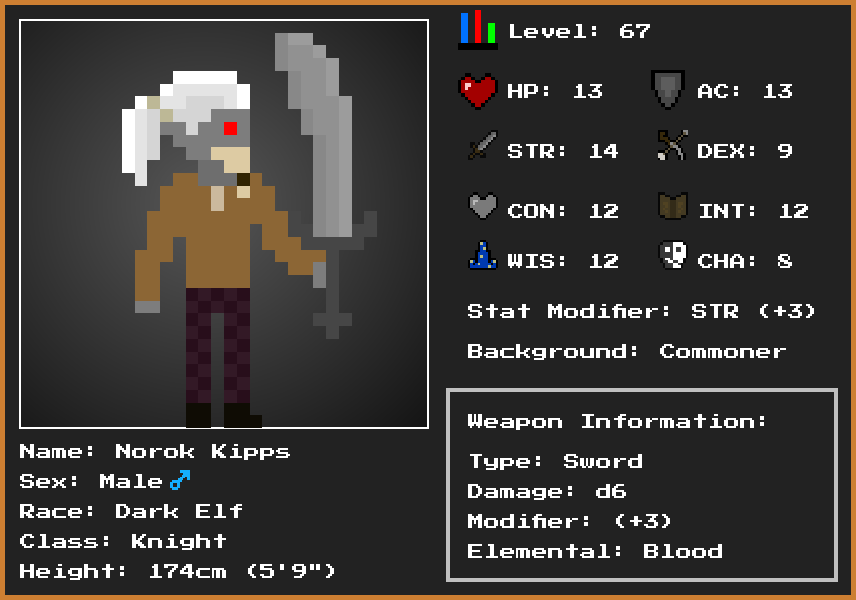 Level: 67
HP: 13 AC: 13
STR: 14 DEX: 9
CON: 12 INT: 12
WIS: 12 CHA: 8
Stat Modifier: STR (+3)
Background: Commoner
Weapon Information:
Type: Sword
Damage: d6
Modifier: (+3)
Elemental: Blood
Name: Norok Kipps
Sex: Male♂
Race: Dark Elf
Class: Knight
Height: 174cm (5'9")